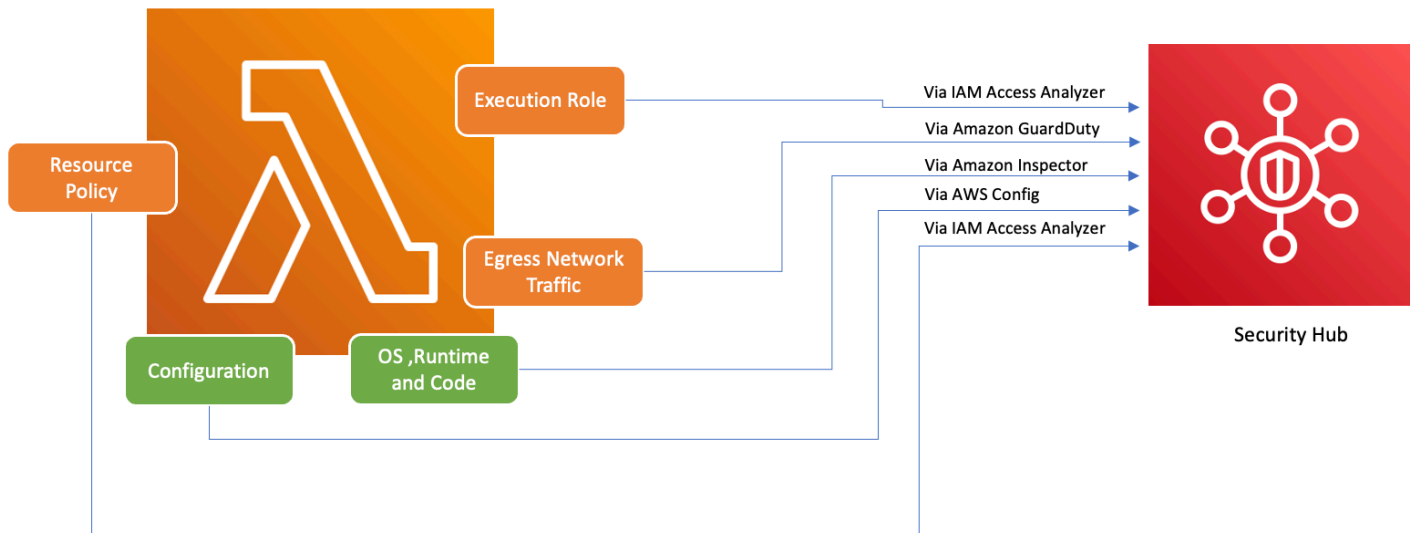 Execution Role
Via IAM Access Analyzer
Via Amazon GuardDuty
Resource
Policy
Via Amazon Inspector
Via AWS Config
Via IAM Access Analyzer
Egress Network
Traffic
Security Hub
Configuration
OS ,Runtime
and Code